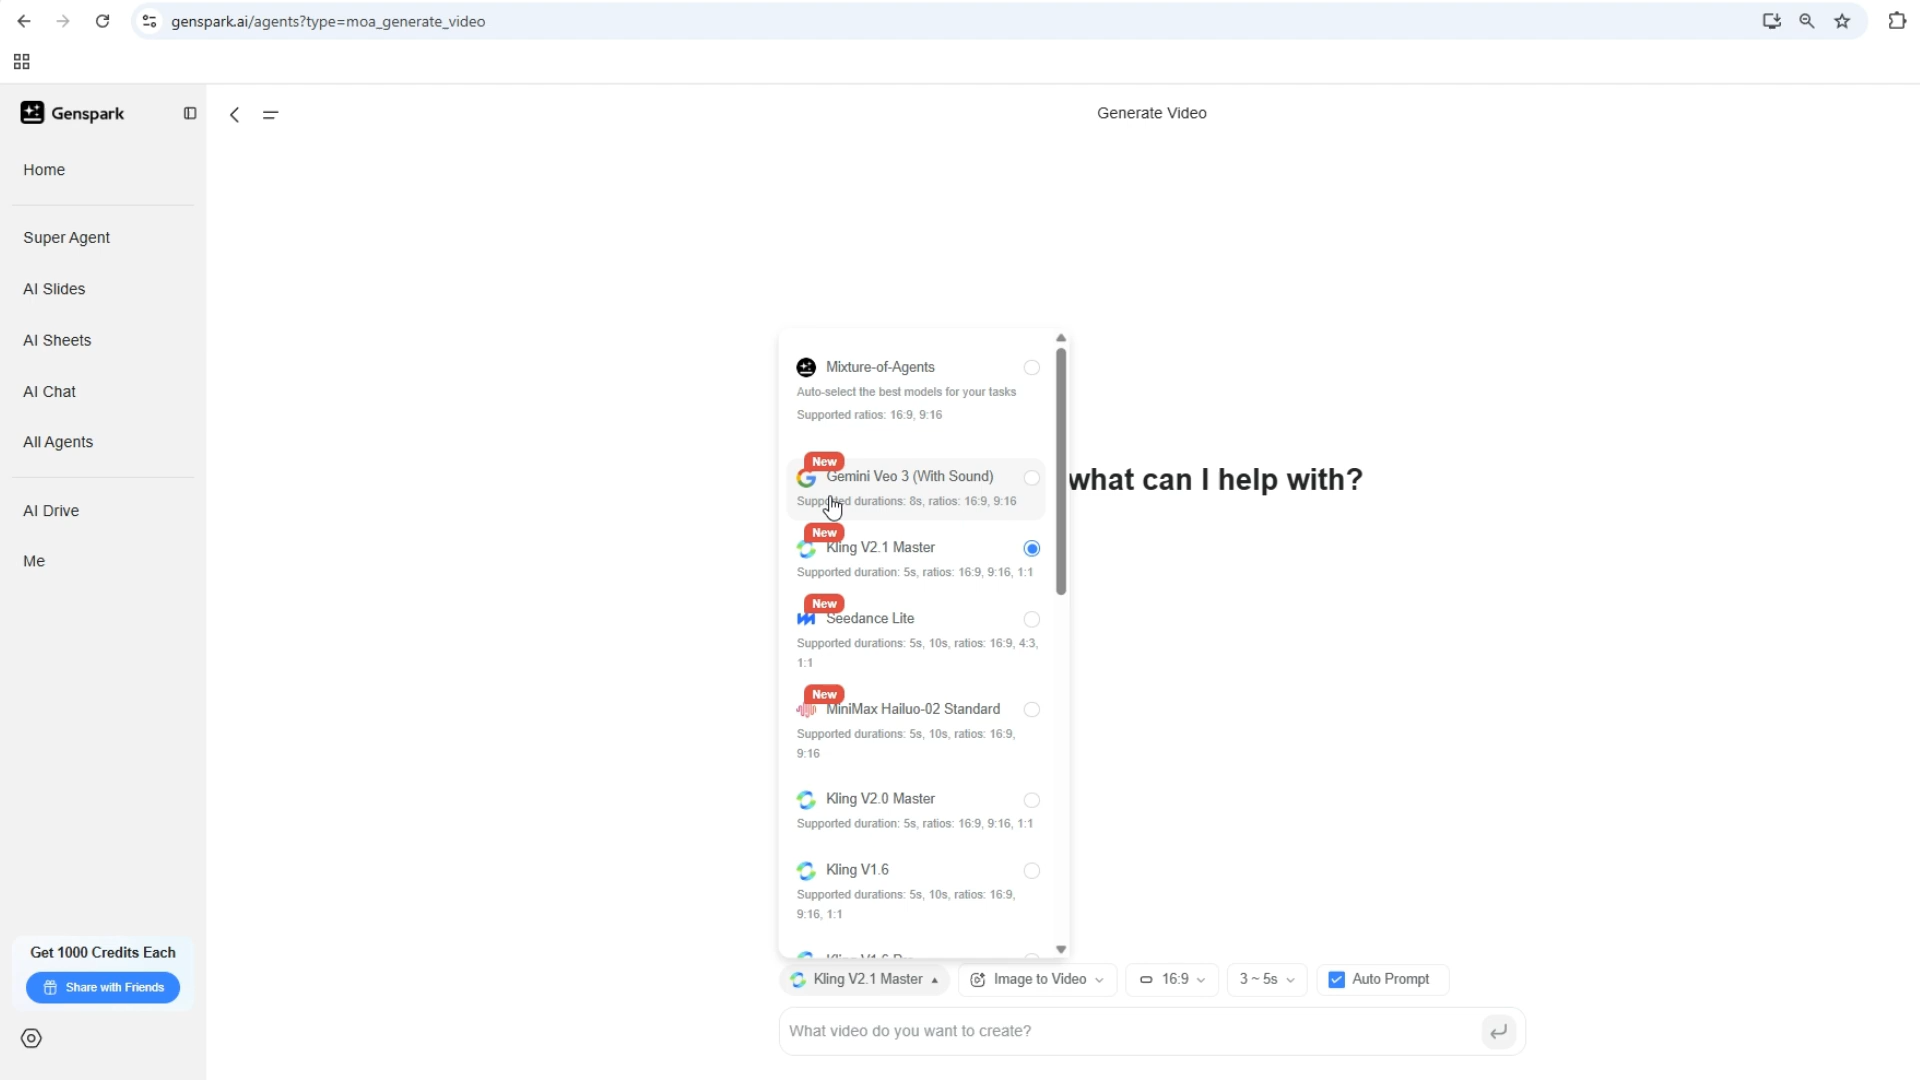 genspark.ai/agents?type=moa_generate_video
Genspark
Generate Video
Home
Super Agent
AI Slides
AI Sheets
AI Chat
All Agents
AI Drive
Me
Get 1000 Credits Each
Share with Friends
what can I help with?
Mixture-of-Agents
Auto-select the best models for your tasks
Supported ratios: 16:9, 9:16
New
Gemini Veo 3 (With Sound)
Supported durations: 8s, ratios: 16:9, 9:16
New
Kling V2.1 Master
Supported duration: 5s, ratios: 16:9, 9:16, 1:1
New
Seedance Lite
Supported durations: 5s, 10s, ratios: 16:9, 4:3,
1:1
New
MiniMax Hailuo-02 Standard
Supported durations: 5s, 10s, ratios: 16:9,
9:16
Kling V2.0 Master
Supported duration: 5s, ratios: 16:9, 9:16, 1:1
Kling V1.6
Supported durations: 5s, 10s, ratios: 16:9,
9:16, 1:1
Kling V2.1 Master
Image to Video
16:9
3 ~ 5s
Auto Prompt
What video do you want to create?